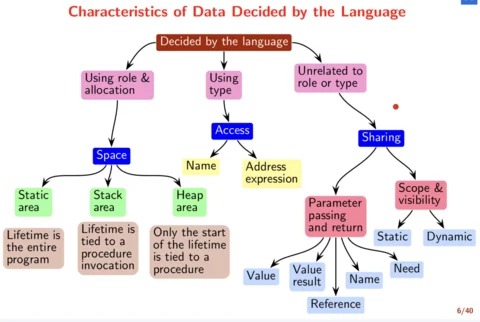 Characteristics of Data Decided by the Language
Decided by the language
Using role &
allocation
Using
type
Unrelated to
role or type
Access
Sharing
Space
Name
Address
expression
Static
area
Stack
area
Heap
area
Parameter
passing
and return
Scope &
visibility
Lifetime is
the entire
program
Lifetime is
tied to a
procedure
invocation
Only the start
of the lifetime
is tied to a
procedure
Static
Dynamic
Value
Value
result
Reference
Name
Need
6/40